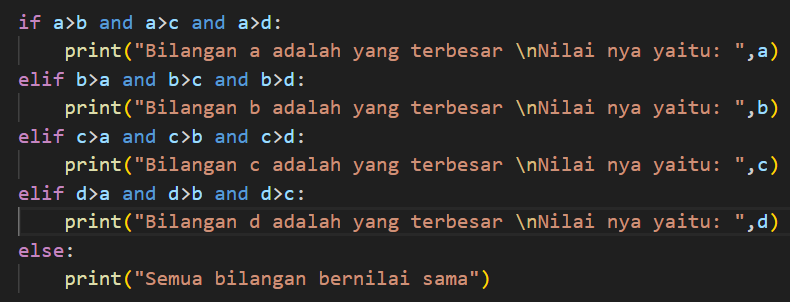 if a>b and a>c and a>d:
    print("Bilangan a adalah yang terbesar \nNilai nya yaitu: ",a)
elif b>a and b>c and b>d:
    print("Bilangan b adalah yang terbesar \nNilai nya yaitu: ",b)
elif c>a and c>b and c>d:
    print("Bilangan c adalah yang terbesar \nNilai nya yaitu: ",c)
elif d>a and d>b and d>c:
    print("Bilangan d adalah yang terbesar \nNilai nya yaitu: ",d)
else:
    print("Semua bilangan bernilai sama")